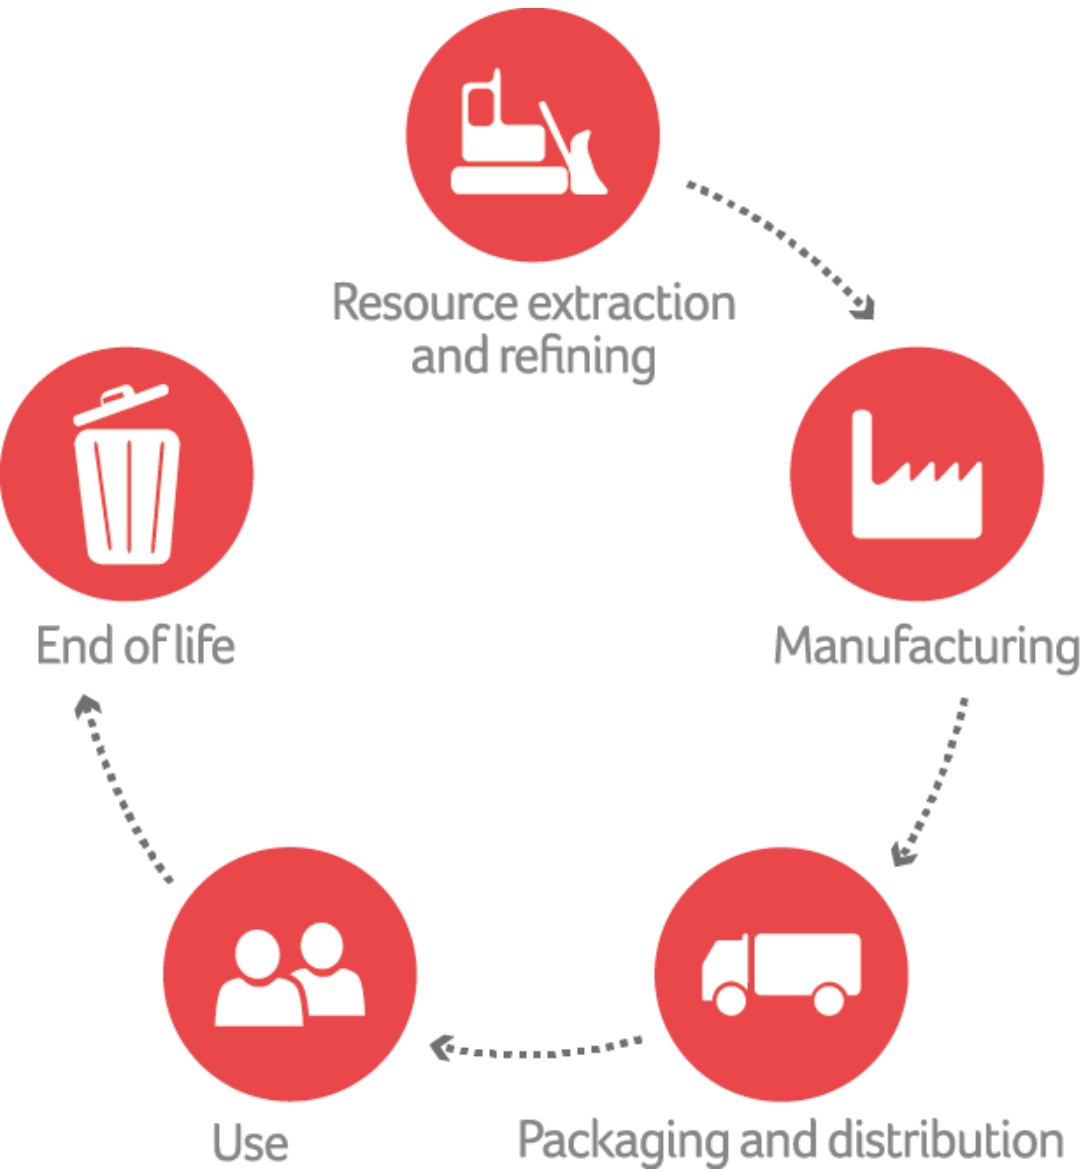 Resource extraction
and refining
Manufacturing
Packaging and distribution
Use
End of life